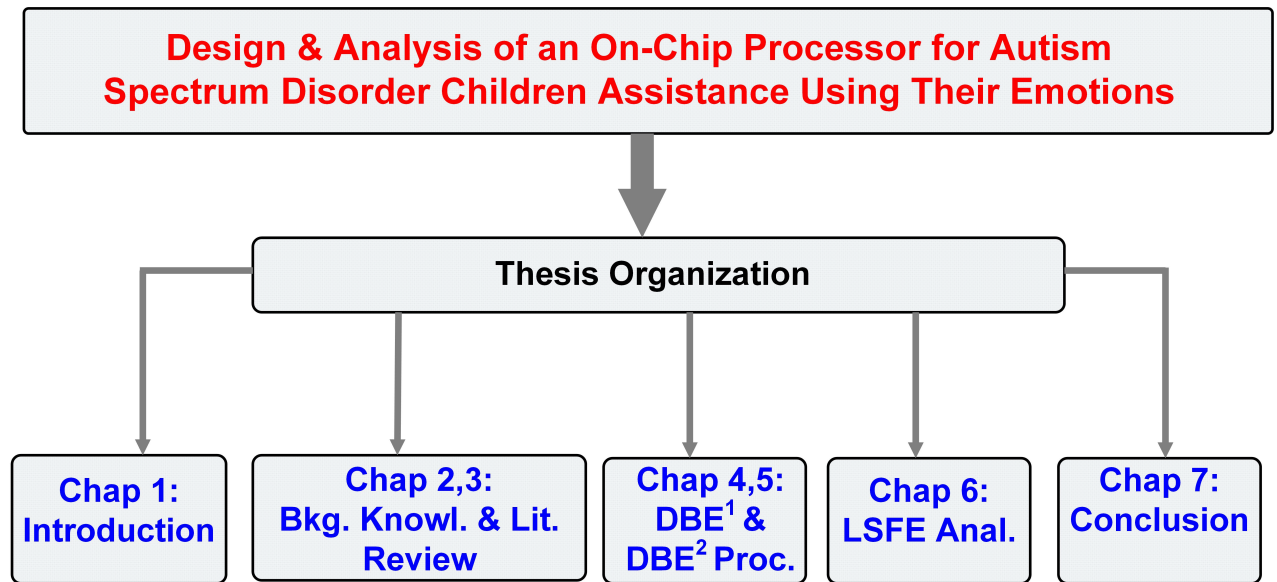 Design & Analysis of an On-Chip Processor for Autism
Spectrum Disorder Children Assistance Using Their Emotions
Thesis Organization
Chap 1:
Introduction
Chap 2,3:
Bkg. Knowl. & Lit.
Review
Chap 4,5:
DBE¹ &
DBE² Proc.
Chap 6:
LSFE Anal.
Chap 7:
Conclusion